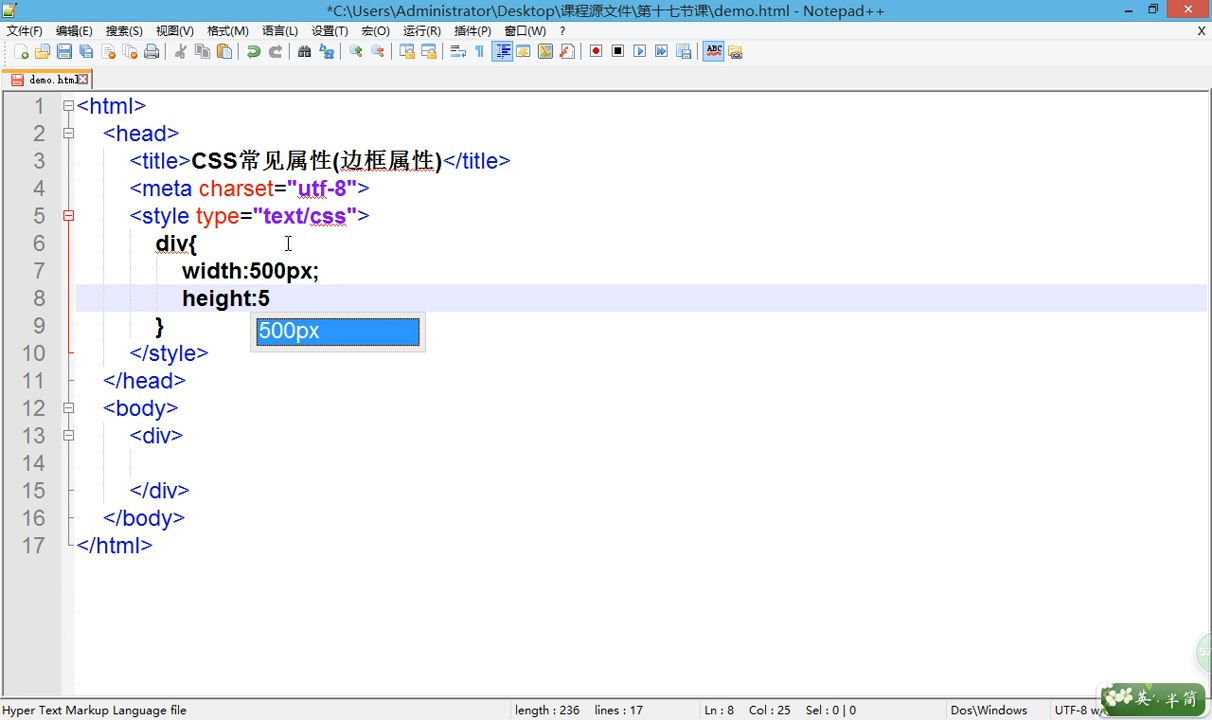 *C:\Users\Administrator\Desktop\课程源文件\第十七节课\demo.html - Notepad++
文件(F) 编辑(E) 搜索(S) 视图(V) 格式(M) 语言(L) 设置(T) 宏(O) 运行(R) 插件(P) 窗口(W) ? X
ABC
demo.html
1 <html>
2 <head>
3 <title>CSS常见属性(边框属性)</title>
4 <meta charset="utf-8">
5 <style type="text/css">
6 div{
7 width:500px;
8 height:5
500px
9 }
10 </style>
11 </head>
12 <body>
13 <div>
14
15 </div>
16 </body>
17 </html>
57
英 半 简
Hyper Text Markup Language file length : 236 lines : 17 Ln : 8 Col : 25 Sel : 0 | 0 Dos\Windows UTF-8 w/